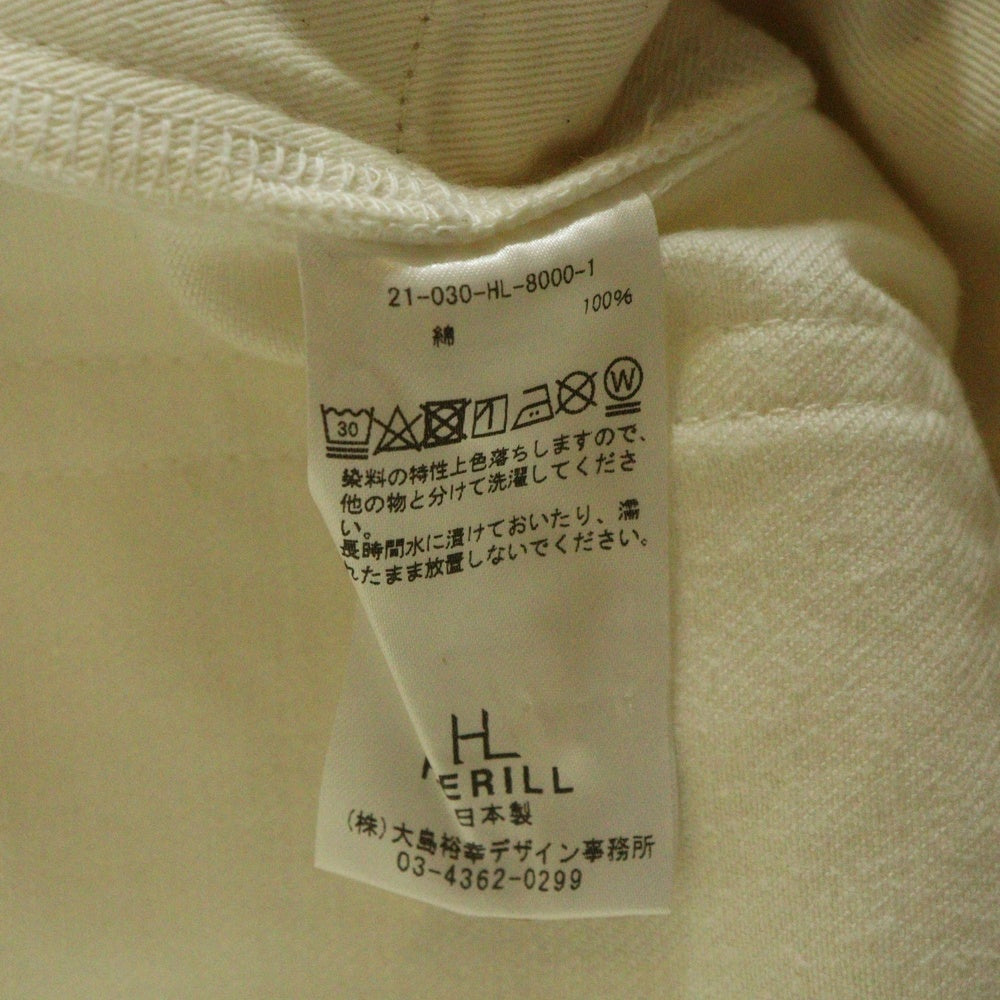 21-030-HL-8000-1
綿 100%
30 W
染料の特性上色落ちしますので、
他の物と分けて洗濯してくださ
い。
長時間水に漬けておいたり、濡
れたまま放置しないでください。
HL
ERILL
日本製
(株)大島裕幸デザイン事務所
03-4362-0299